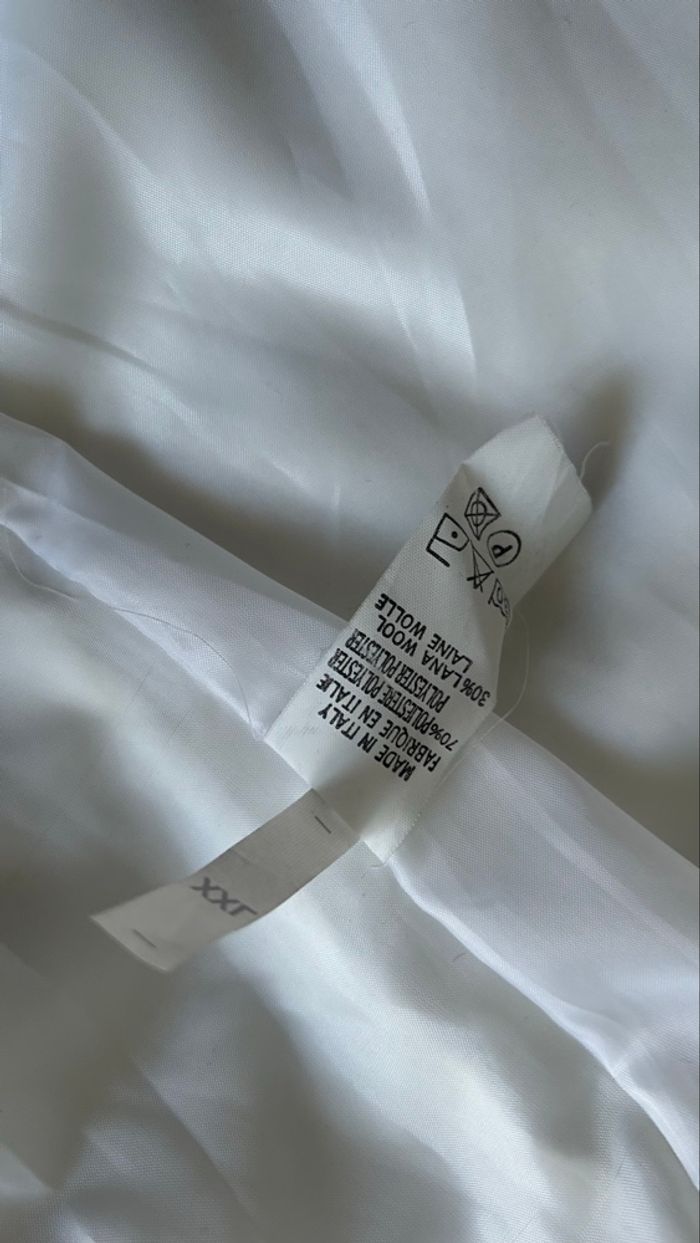 MADE IN ITALY
FABRIQUE EN ITALIE
70%POLIESTERE POLYESTER
POLYESTER POLYESTER
30% LANA WOOL
LAINE WOLLE
P
XXL